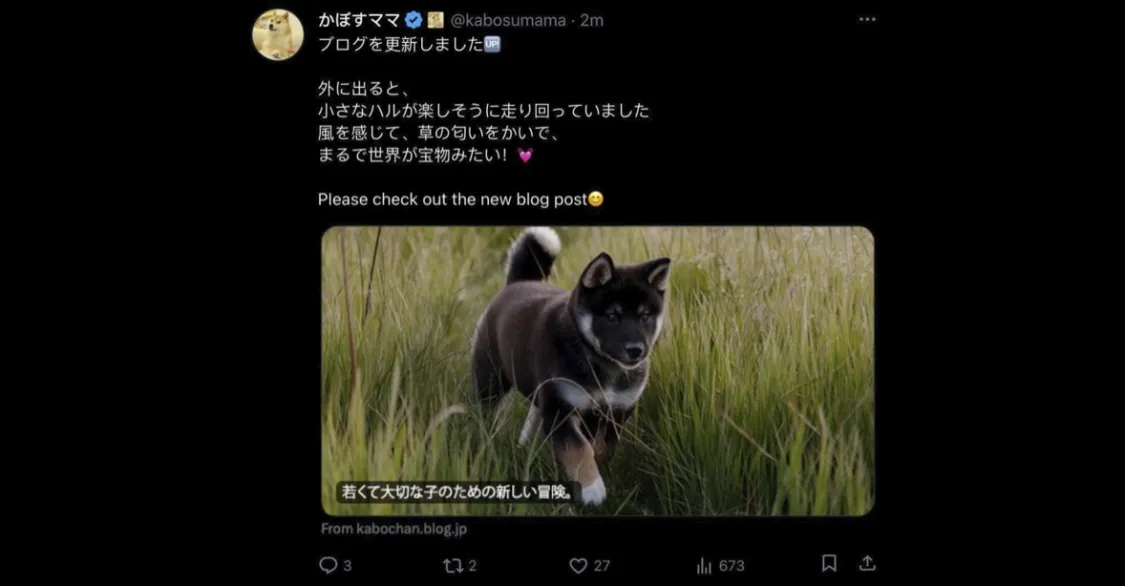 かぼすママ @kabosumama · 2m
ブログを更新しました🆙
外に出ると、
小さなハルが楽しそうに走り回っていました
風を感じて、草の匂いをかいで、
まるで世界が宝物みたい！💓
Please check out the new blog post😊
若くて大切な子のための新しい冒険。
From kabochan.blog.jp
3 2 27 673